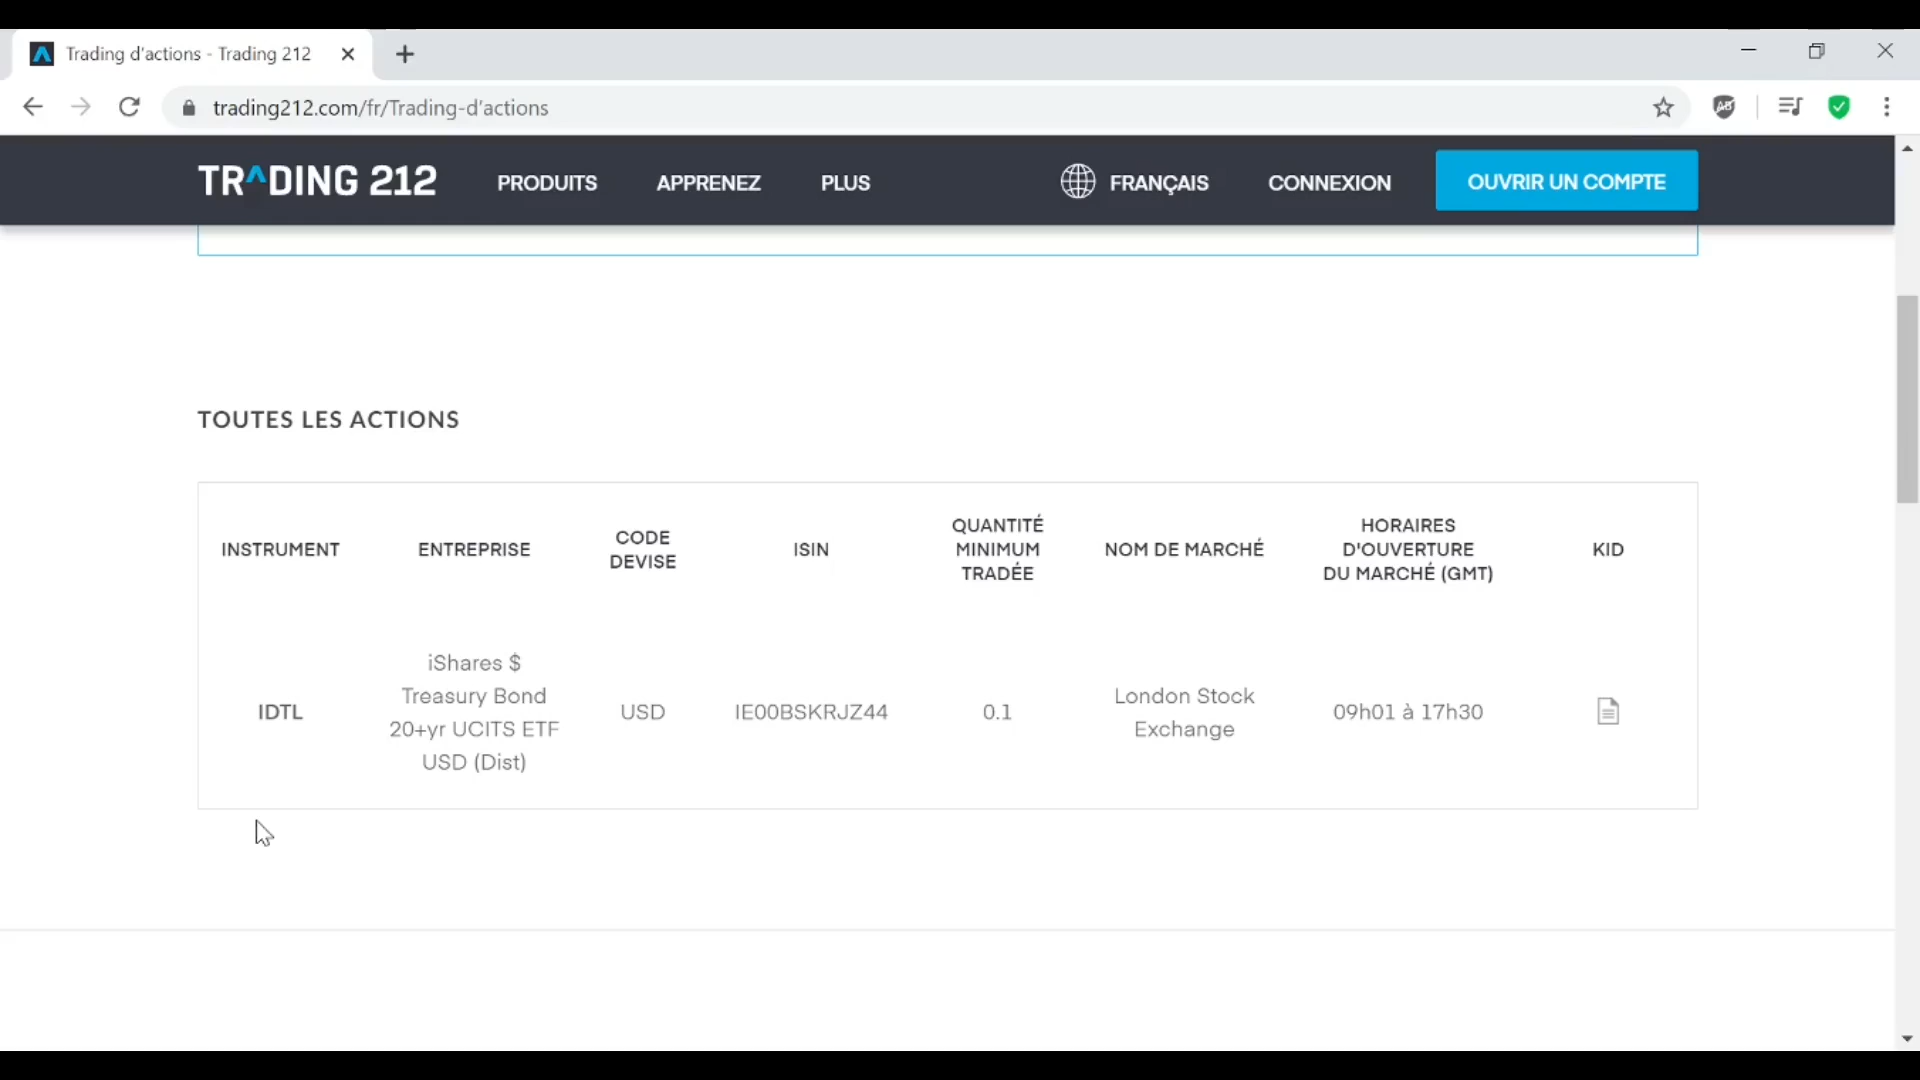 Trading d'actions - Trading 212
trading212.com/fr/Trading-d'actions
TRADING 212
PRODUITS
APPRENEZ
PLUS
FRANÇAIS
CONNEXION
OUVRIR UN COMPTE
TOUTES LES ACTIONS
INSTRUMENT
ENTREPRISE
CODE
DEVISE
ISIN
QUANTITÉ
MINIMUM
TRADÉE
NOM DE MARCHÉ
HORAIRES
D'OUVERTURE
DU MARCHÉ (GMT)
KID
IDTL
iShares $
Treasury Bond
20+yr UCITS ETF
USD (Dist)
USD
IE00BSKRJZ44
0.1
London Stock
Exchange
09h01 à 17h30